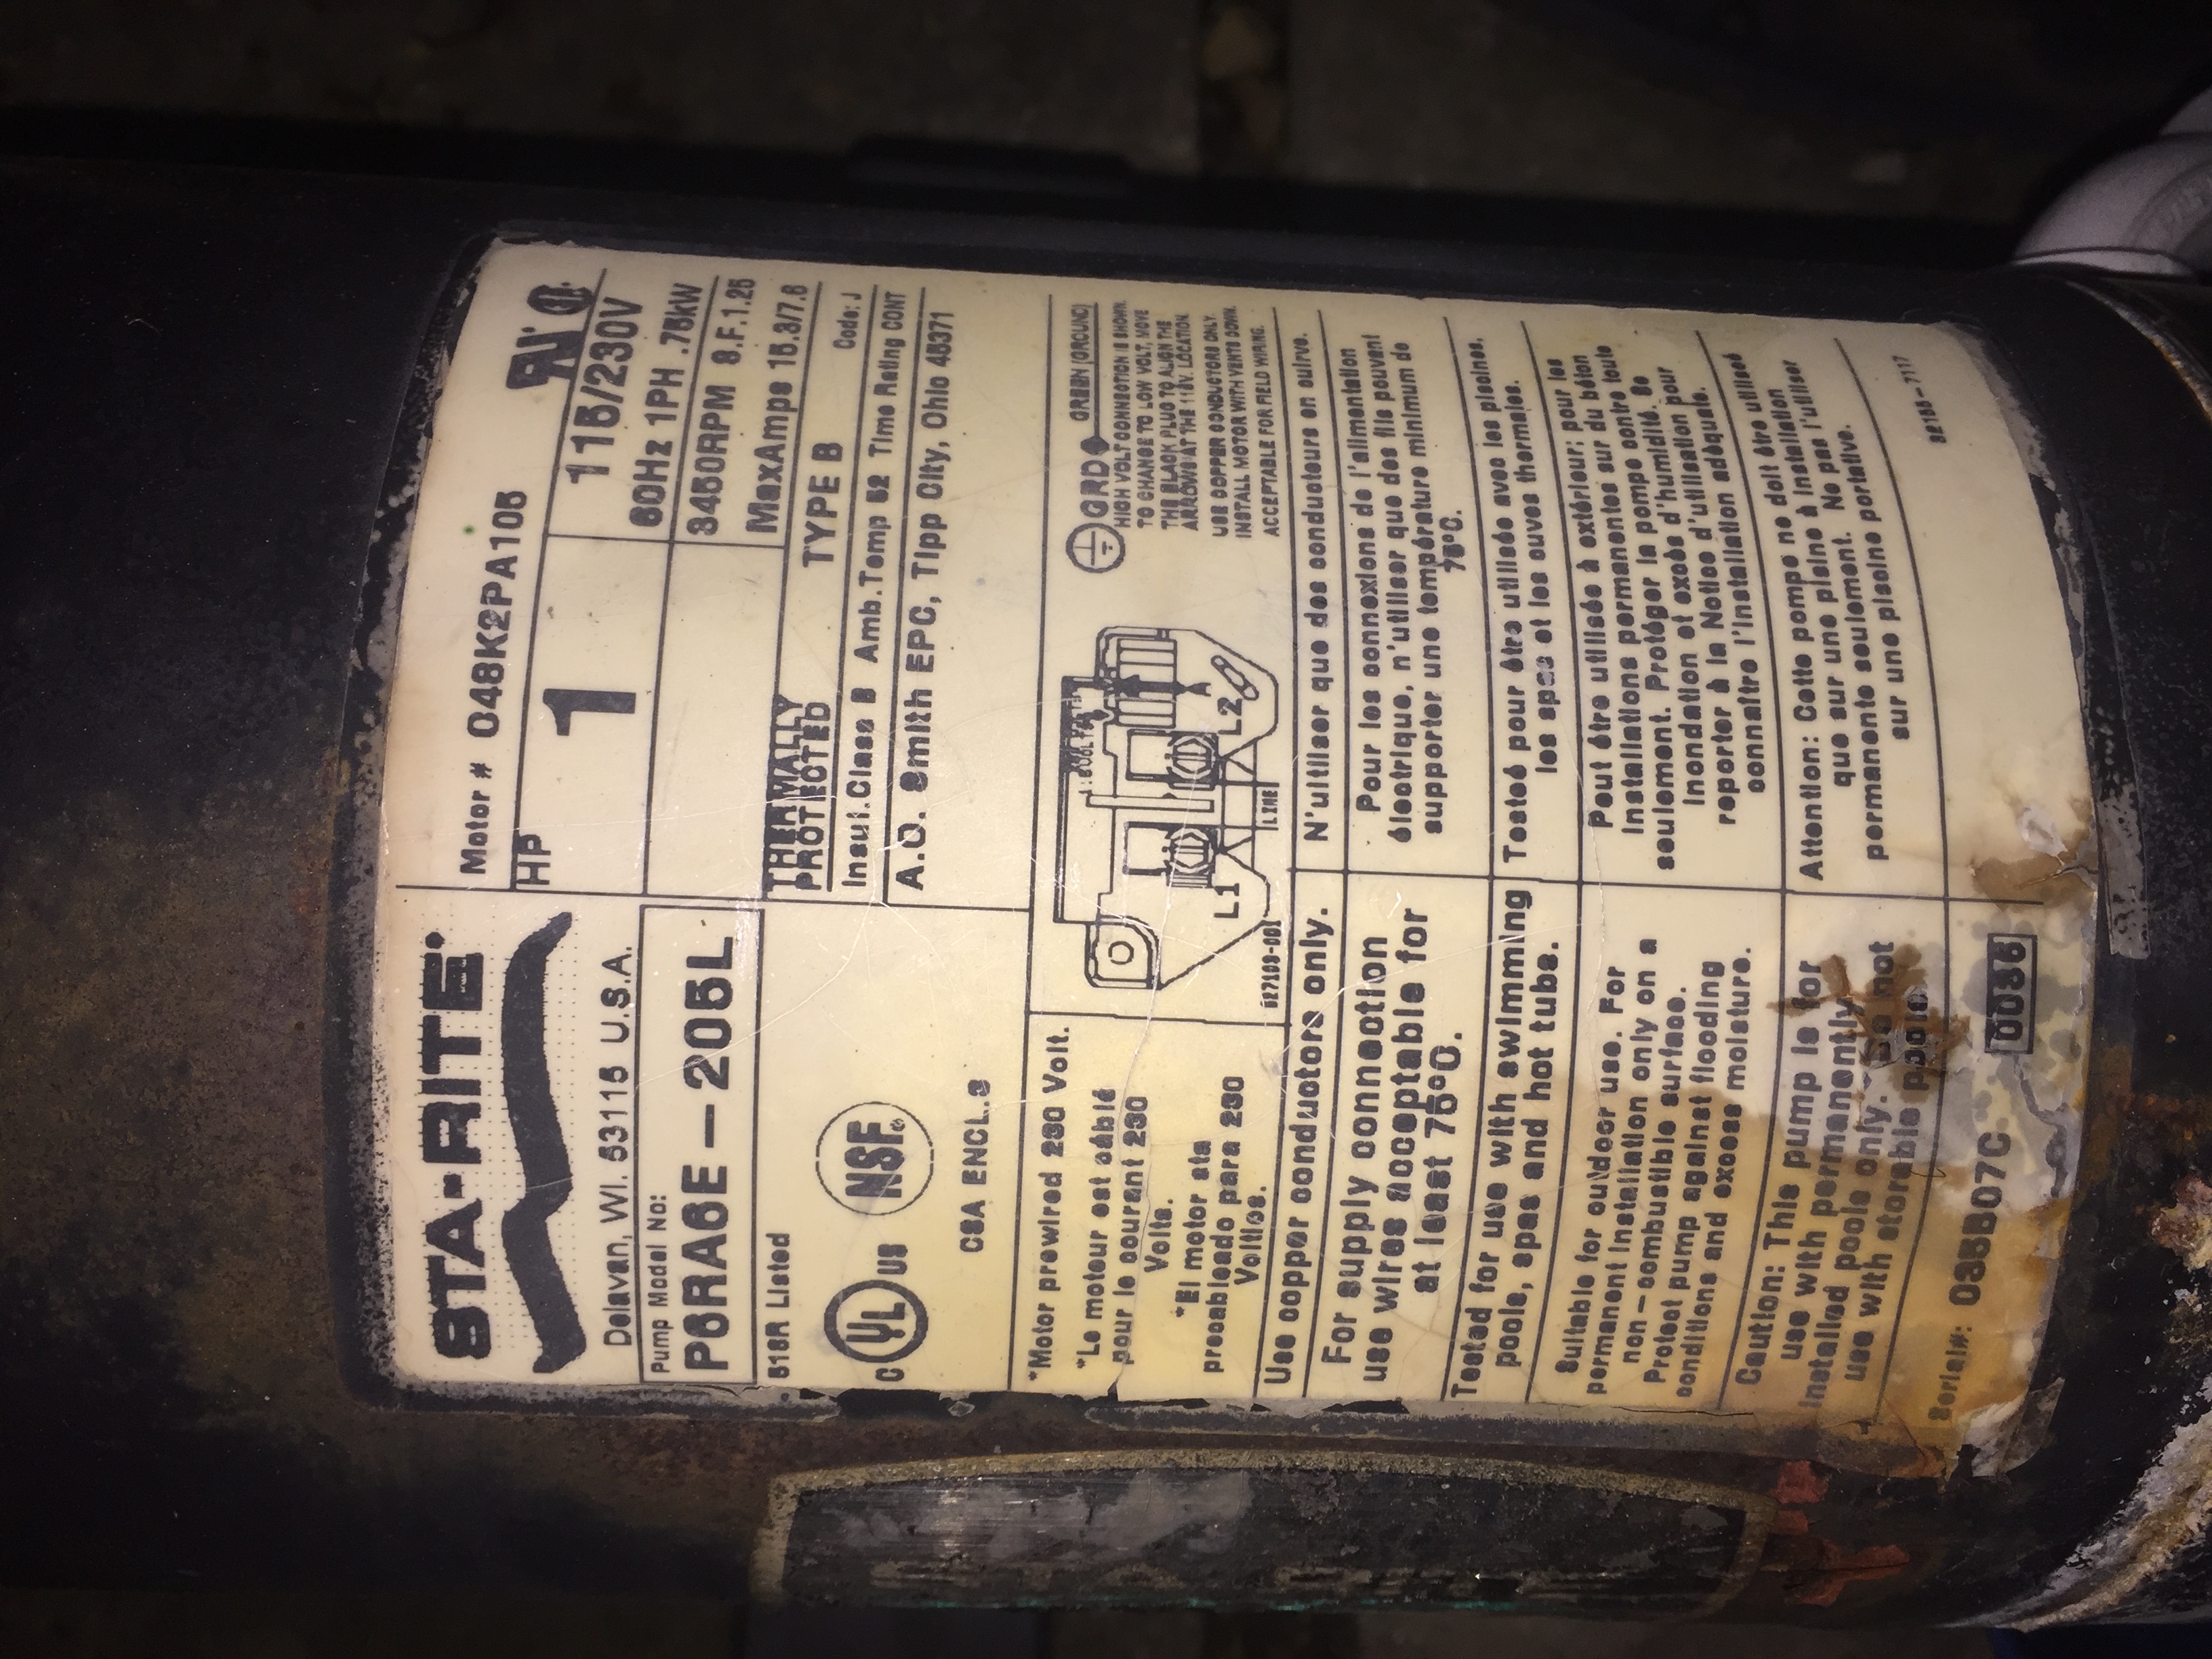 STA-RITE
Delavan, WI. 53115 U.S.A.
Pump Model No:
P6RA6E-205L
Motor # C48K2PA105
HP
1
115/230V
60Hz 1PH .75kW
3450RPM S.F.1.25
MaxAmps 15.3/7.6
THERMALLY
PROTECTED
TYPE B
Code: J
Insul.Class B Amb.Temp 52 Time Rating CONT
A.O. Smith EPC, Tipp City, Ohio 45371
516R Listed
C UL US
NSF
CSA ENCL.3
*Motor prewired 230 Volt.
*Le moteur est câblé
pour le courant 230
Volts.
*El motor sta
precableado para 230
Voltios.
L1
L2
LINE
GRD
GREEN (GROUND)
HIGH VOLT CONNECTION IS SHOWN.
TO CHANGE TO LOW VOLT, MOVE
THE BLACK PLUG TO ALIGN THE
ARROWS AT THE 115V. LOCATION.
USE COPPER CONDUCTORS ONLY.
INSTALL MOTOR WITH VENTS DOWN.
ACCEPTABLE FOR FIELD WIRING.
Use copper conductors only.
N'utiliser que des conducteurs en cuivre.
For supply connection
use wires acceptable for
at least 75°C.
Pour les connexions de l'alimentation
électrique, n'utiliser que des fils pouvant
supporter une température minimum de
75°C.
Tested for use with swimming
pools, spas and hot tubs.
Testé pour être utilisée avec les piscines,
les spas et les cuves thermales.
Suitable for outdoor use. For
permanent installation only on a
non-combustible surface.
Protect pump against flooding
conditions and excess moisture.
Peut être utilisée à extérieur; pour les
installations permanentes sur du béton
seulement. Protéger la pompe contre toute
inondation et excès d'humidité. Se
reporter à la Notice d'utilisation pour
connaître l'installation adéquate.
Caution: This pump is for
use with permanently
installed pools only. Do not
use with storable pools
Attention: Cette pompe ne doit être utilisé
que sur une piscine à installation
permanente seulement. Ne pas l'utiliser
sur une piscine portative.
Serial#: 035B07C
0035
32155-7117